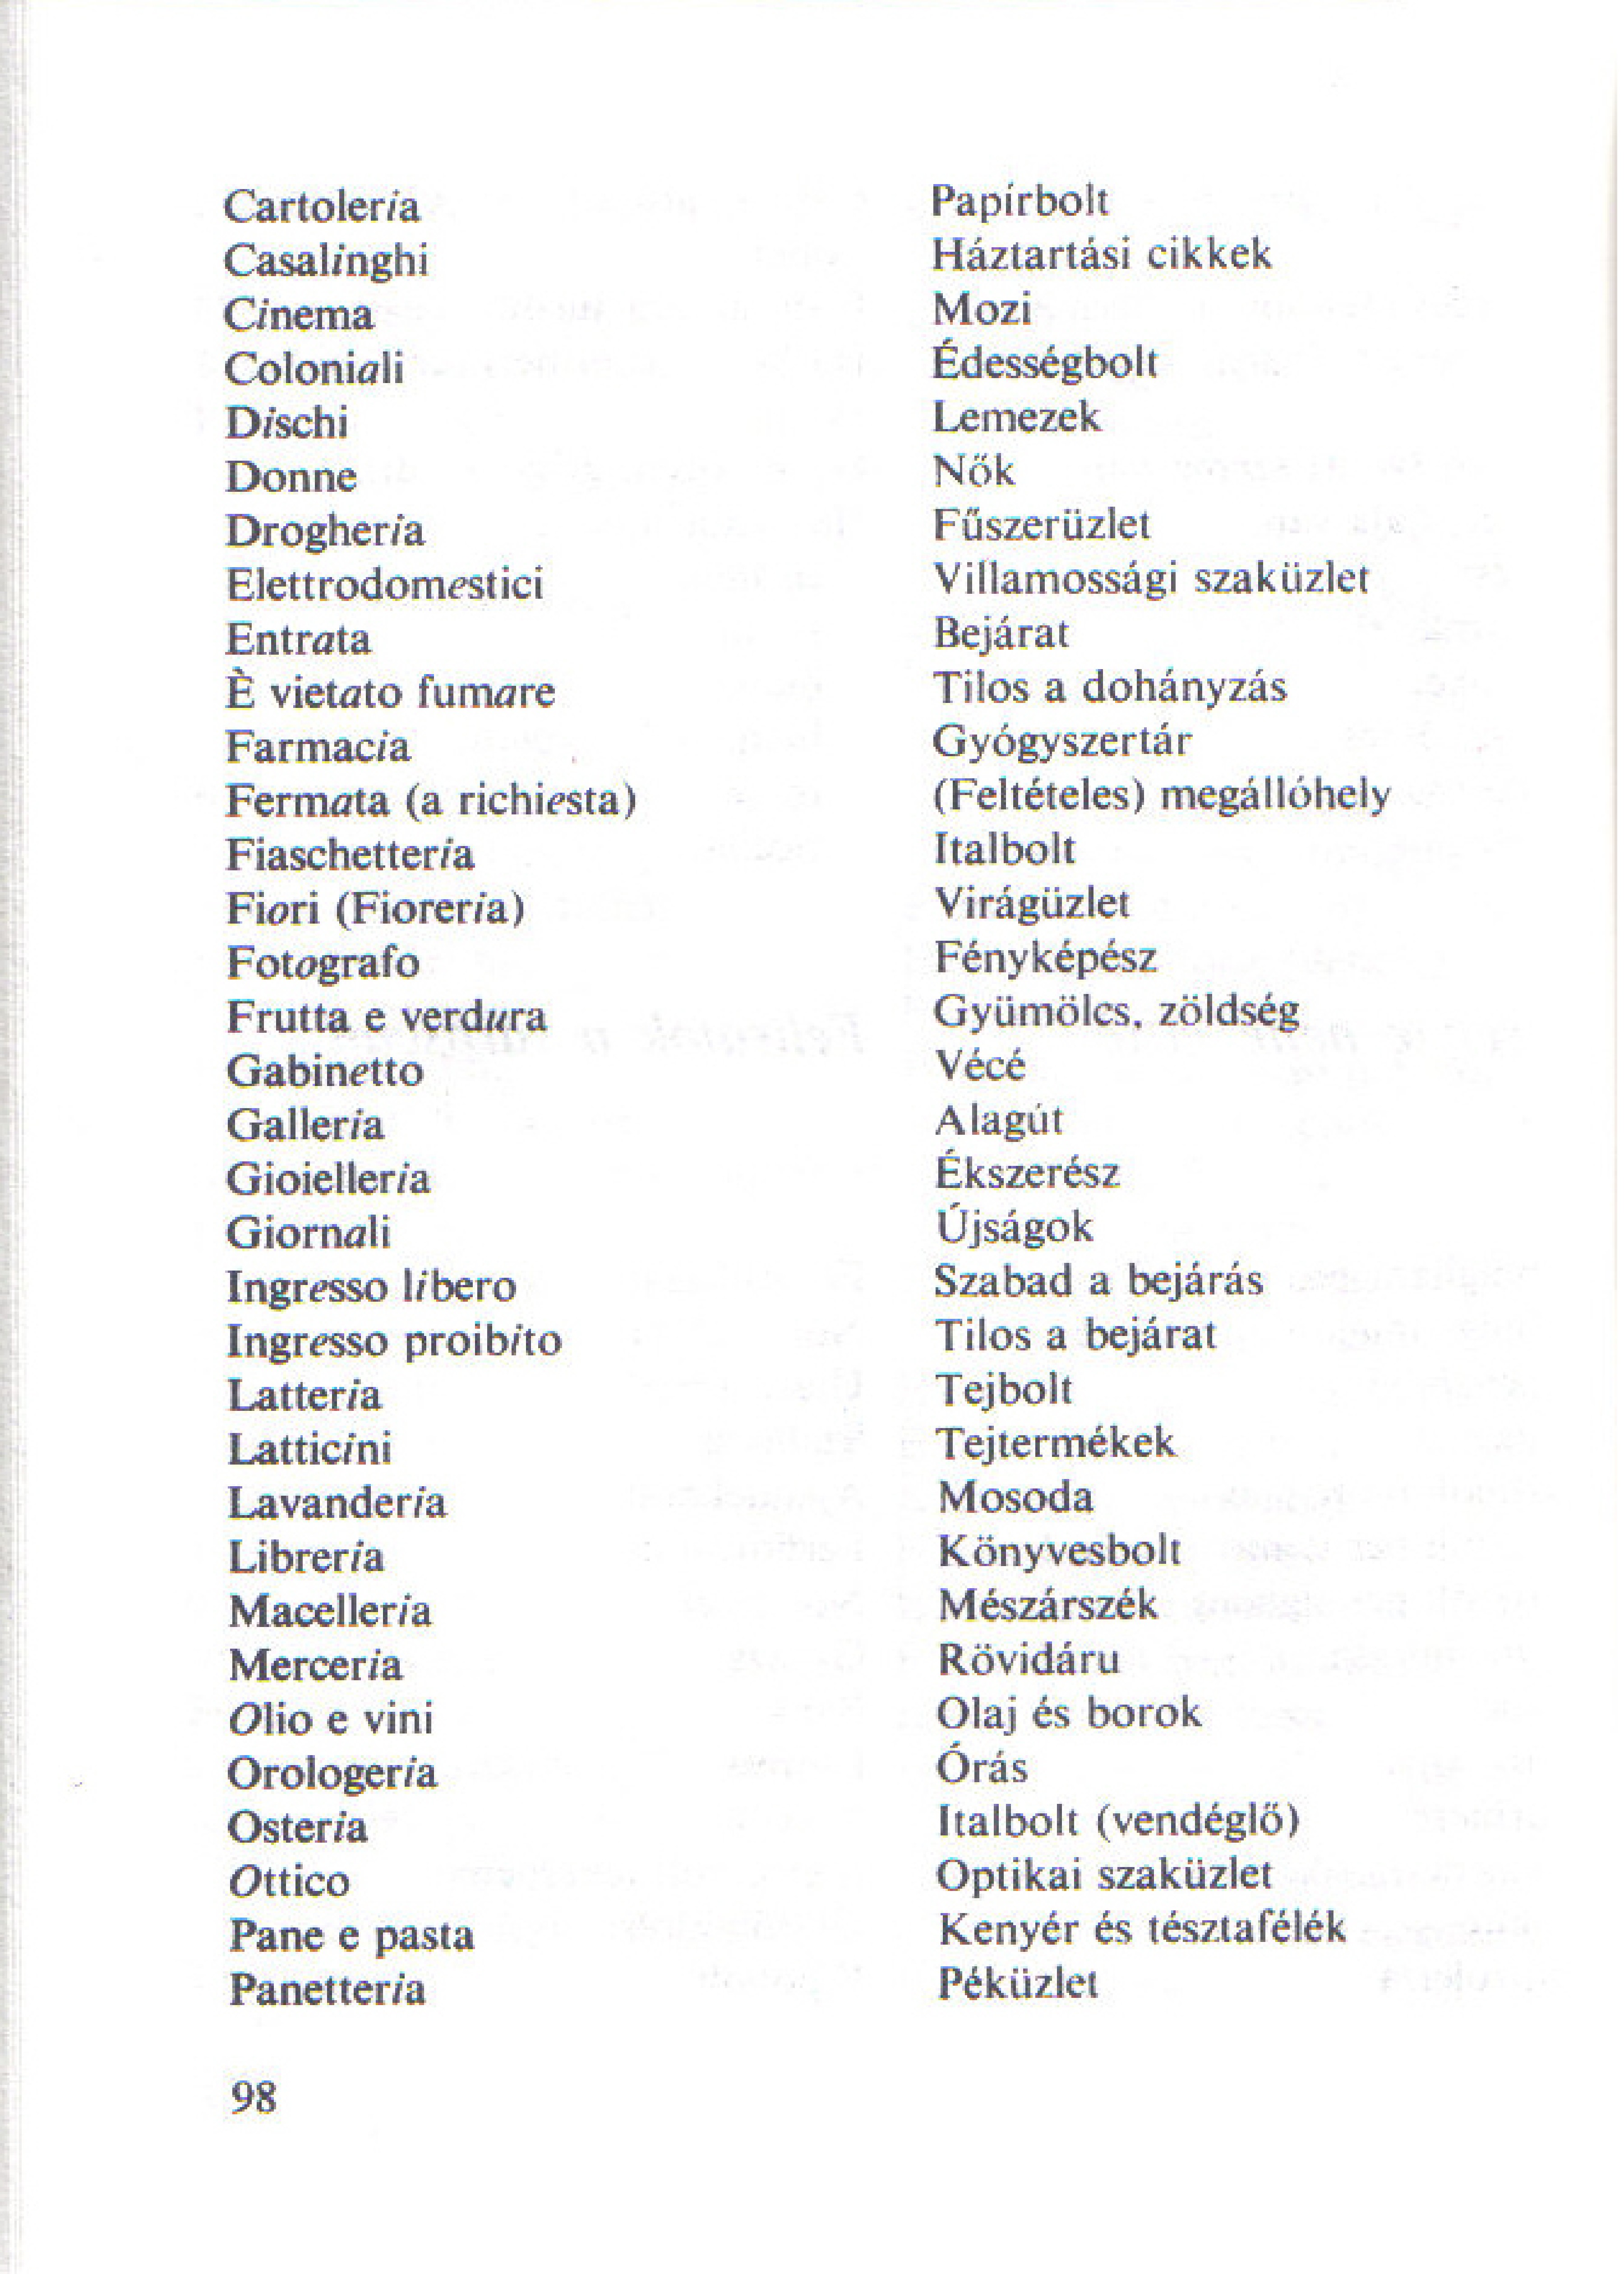 Cartoleria Papírbolt
Casalinghi Háztartási cikkek
Cinema Mozi
Coloniali Édességbolt
Dischi Lemezek
Donne Nők
Drogheria Fűszerüzlet
Elettrodomestici Villamossági szaküzlet
Entrata Bejárat
È vietato fumare Tilos a dohányzás
Farmacia Gyógyszertár
Fermata (a richiesta) (Feltételes) megállóhely
Fiaschetteria Italbolt
Fiori (Fioreria) Virágüzlet
Fotografo Fényképész
Frutta e verdura Gyümölcs, zöldség
Gabinetto Vécé
Galleria Alagút
Gioielleria Ékszerész
Giornali Újságok
Ingresso libero Szabad a bejárás
Ingresso proibito Tilos a bejárat
Latteria Tejbolt
Latticini Tejtermékek
Lavanderia Mosoda
Libreria Könyvesbolt
Macelleria Mészárszék
Merceria Rövidáru
Olio e vini Olaj és borok
Orologeria Órás
Osteria Italbolt (vendéglő)
Ottico Optikai szaküzlet
Pane e pasta Kenyér és tésztafélék
Panetteria Péküzlet
98